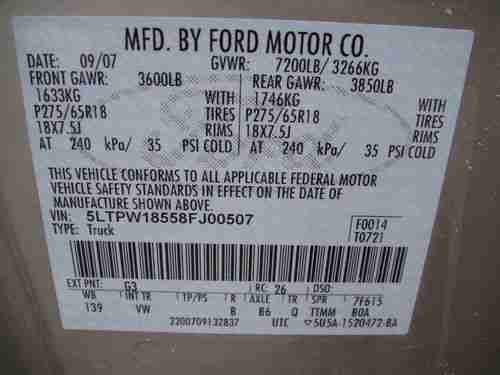 MFD. BY FORD MOTOR CO.
DATE: 09/07 GVWR: 7200LB/ 3266KG
FRONT GAWR: 3600LB REAR GAWR: 3850LB
1633KG WITH 1746KG WITH
P275/65R18 TIRES P275/65R18 TIRES
18X7.5J RIMS 18X7.5J RIMS
AT 240 kPa/ 35 PSI COLD AT 240 kPa/ 35 PSI COLD
THIS VEHICLE CONFORMS TO ALL APPLICABLE FEDERAL MOTOR
VEHICLE SAFETY STANDARDS IN EFFECT ON THE DATE OF
MANUFACTURE SHOWN ABOVE.
VIN: 5LTPW18558FJ00507 F0014
TYPE: Truck T0721
EXT PNT: G3 RC: 26 DSO:
WB INT TR TP/PS R AXLE TR SPR 7F615
139 VW B B6 Q TTMM BOA
2200709132837 UTC 5U5A-1520472-BA